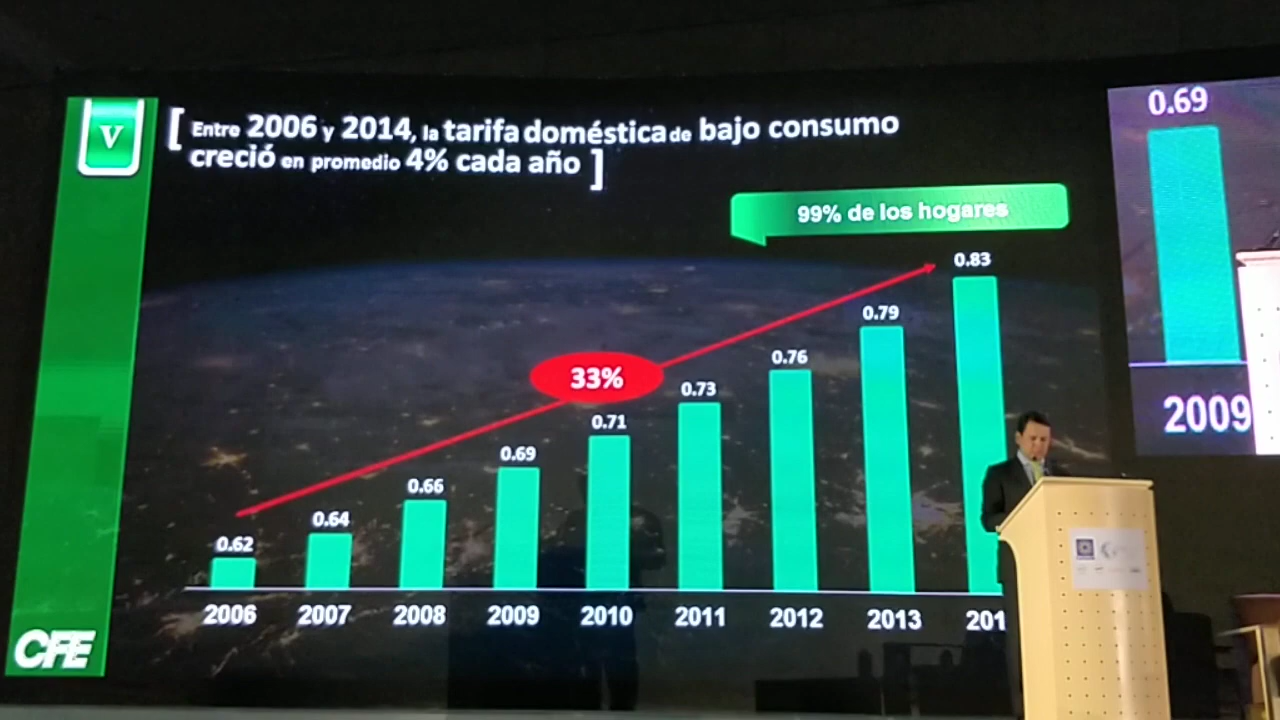 V
[ Entre 2006 y 2014, la tarifa doméstica de bajo consumo
creció en promedio 4% cada año ]
99% de los hogares
33%
0.62
0.64
0.66
0.69
0.71
0.73
0.76
0.79
0.83
2006 2007 2008 2009 2010 2011 2012 2013 201
CFE
0.69
2009